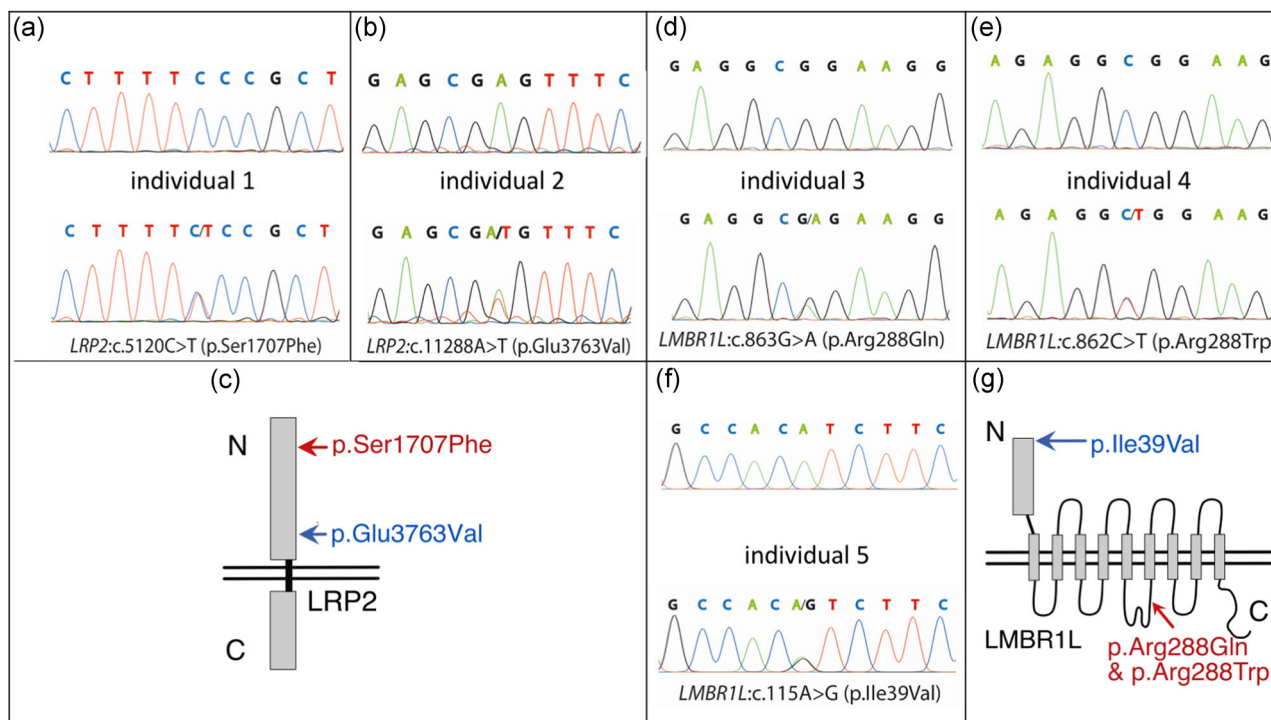 (a)
C T T T T C C C G C T
individual 1
C T T T T C/T C C G C T
LRP2:c.5120C>T (p.Ser1707Phe)
(b)
G A G C G A G T T T C
individual 2
G A G C G A/T G T T T C
LRP2:c.11288A>T (p.Glu3763Val)
(c)
N
p.Ser1707Phe
p.Glu3763Val
LRP2
C
(d)
G A G G C G G A A G G
individual 3
G A G G C G/A G A A G G
LMBR1L:c.863G>A (p.Arg288Gln)
(e)
A G A G G C G G A A G
individual 4
A G A G G C/T G G A A G
LMBR1L:c.862C>T (p.Arg288Trp)
(f)
G C C A C A T C T T C
individual 5
G C C A C A/G T C T T C
LMBR1L:c.115A>G (p.Ile39Val)
(g)
N
p.Ile39Val
C
LMBR1L
p.Arg288Gln
& p.Arg288Trp